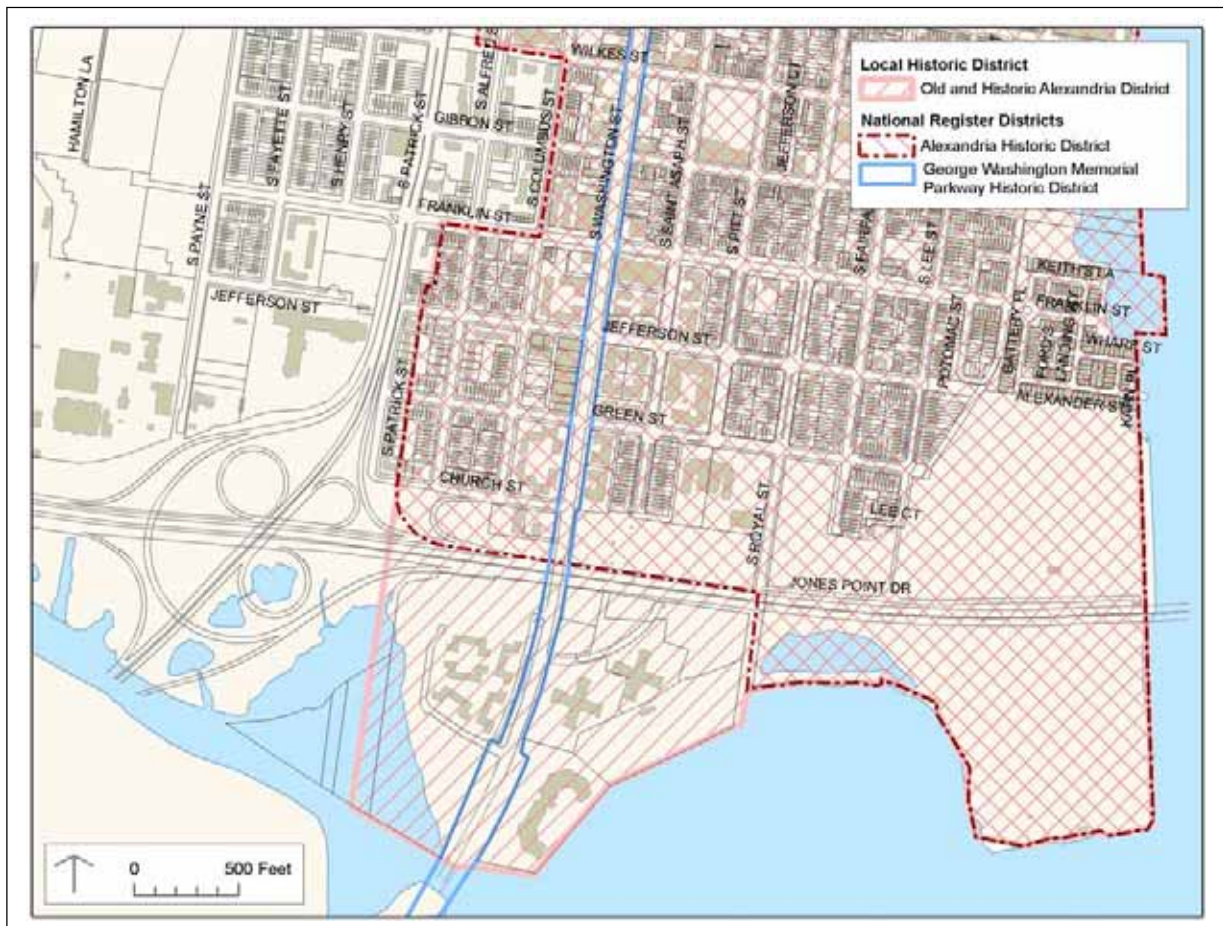 WILKES ST
HAMILTON LA
S ALFRED S
S PAYETTE ST
S HENRY ST
S PATRICK ST
GIBBON ST
S COLUMBUS ST
S WASHINGTON ST
S SAINT ASAPH ST
JEFFERSON CT
Local Historic District
Old and Historic Alexandria District
National Register Districts
Alexandria Historic District
George Washington Memorial
Parkway Historic District
S PAYNE ST
FRANKLIN ST
S PITT ST
S LEE ST
KEITH'S LA
FRANKLIN ST
WHARF ST
JEFFERSON ST
JEFFERSON ST
POTOMAC ST
BATTERY PL
FORD'S
LANDING
ALEXANDER ST
S PATRICK ST
GREEN ST
CHURCH ST
LEE CT
S ROYAL ST
JONES POINT DR
0 500 Feet